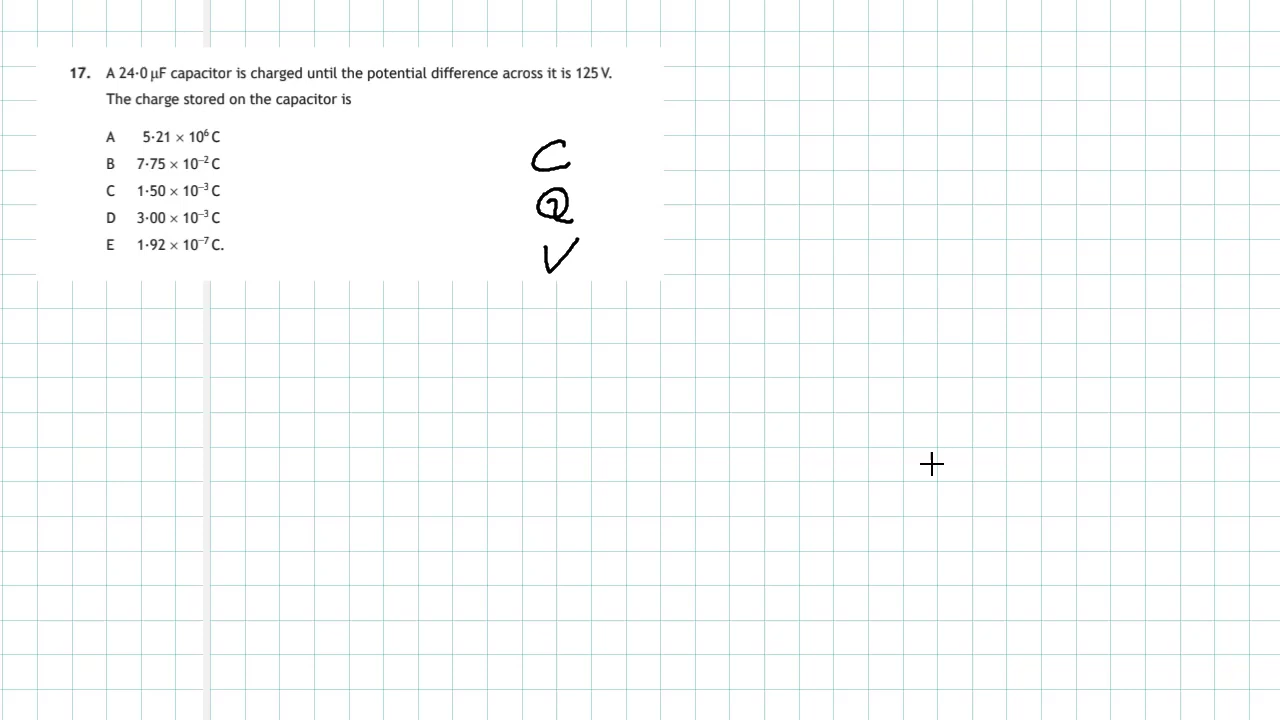 17. A 24·0 μF capacitor is charged until the potential difference across it is 125 V.
The charge stored on the capacitor is
A 5·21 × 10⁶ C
B 7·75 × 10⁻² C
C 1·50 × 10⁻³ C
D 3·00 × 10⁻³ C
E 1·92 × 10⁻⁷ C.
C
Q
V